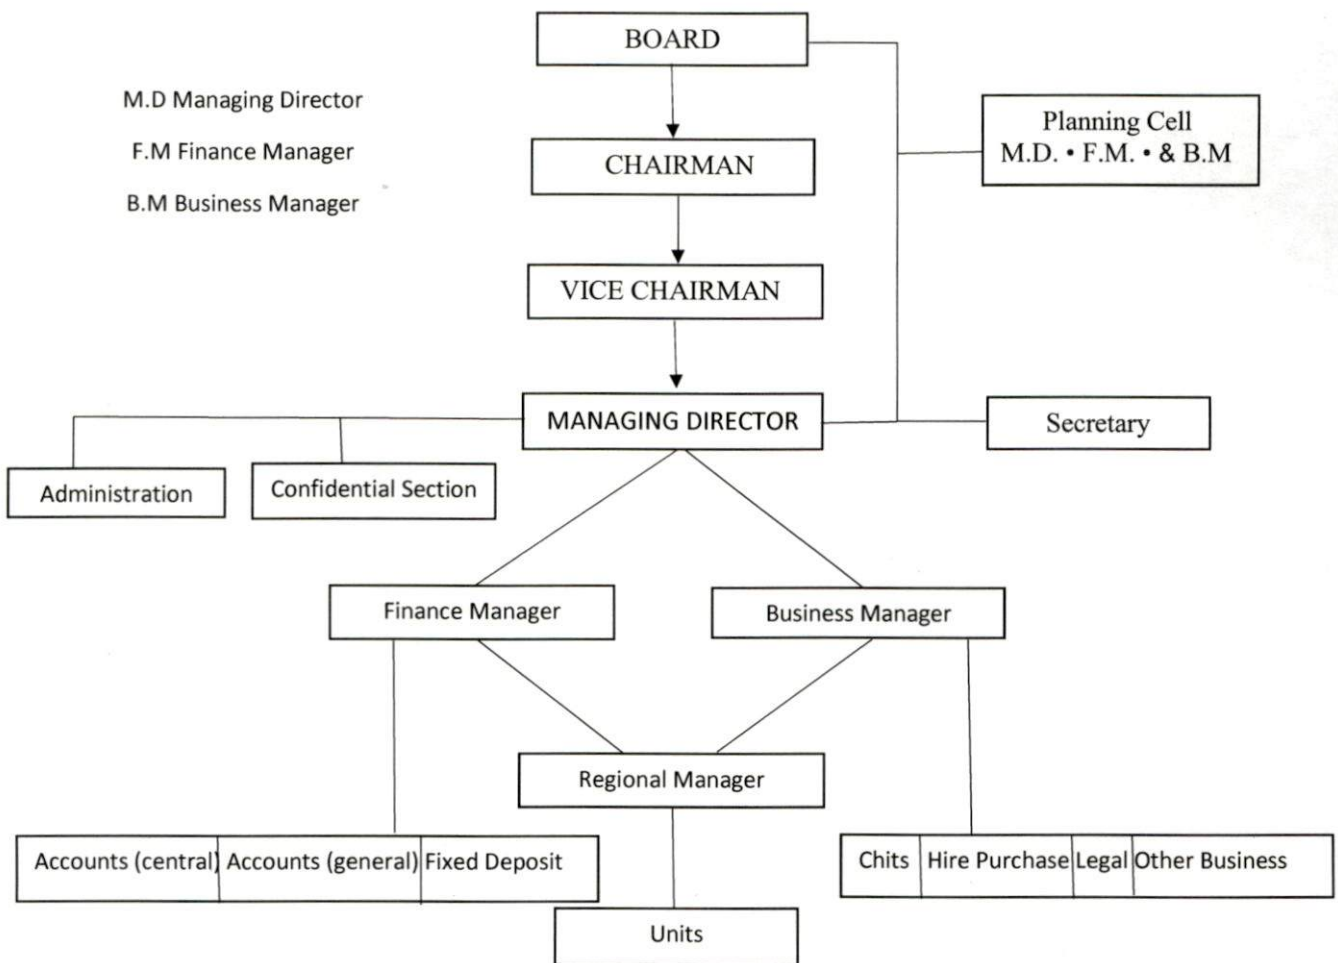 BOARD
M.D Managing Director
F.M Finance Manager
B.M Business Manager
Planning Cell
M.D. • F.M. • & B.M
CHAIRMAN
VICE CHAIRMAN
MANAGING DIRECTOR
Secretary
Administration
Confidential Section
Finance Manager
Business Manager
Regional Manager
Accounts (central)
Accounts (general)
Fixed Deposit
Chits
Hire Purchase
Legal
Other Business
Units